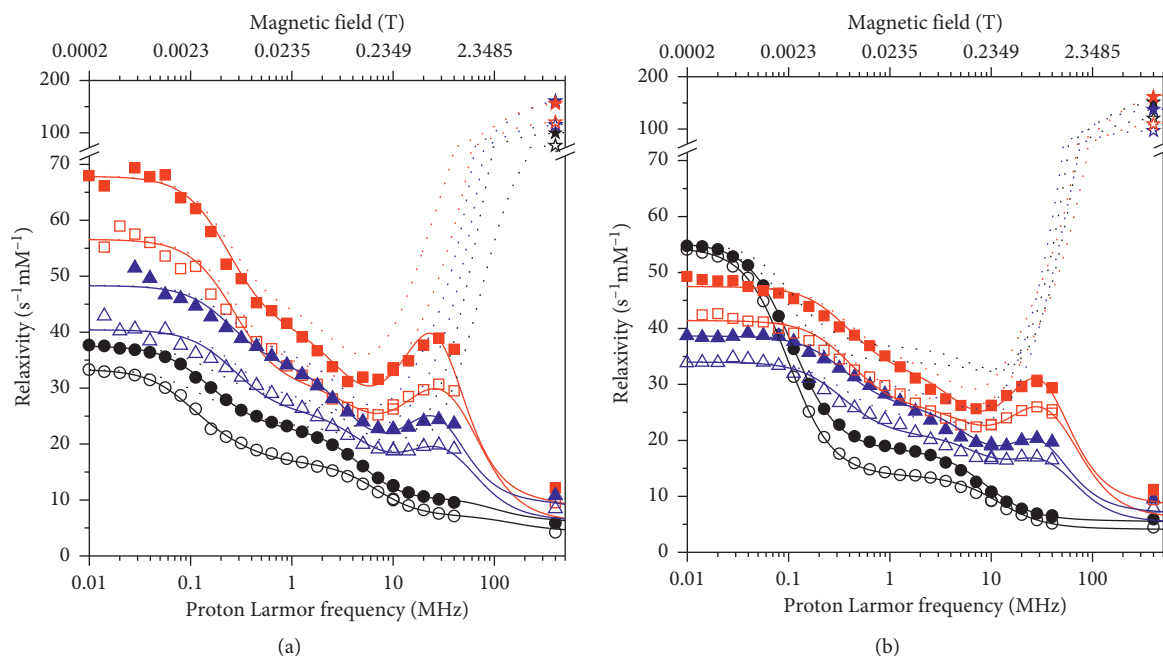 Magnetic field (T)
0.0002 0.0023 0.0235 0.2349 2.3485
200
100
70
60
50
40
30
20
10
0
Relaxivity (s⁻¹mM⁻¹)
0.01 0.1 1 10 100
Proton Larmor frequency (MHz)
(a)
Magnetic field (T)
0.0002 0.0023 0.0235 0.2349 2.3485
200
100
70
60
50
40
30
20
10
0
Relaxivity (s⁻¹mM⁻¹)
0.01 0.1 1 10 100
Proton Larmor frequency (MHz)
(b)